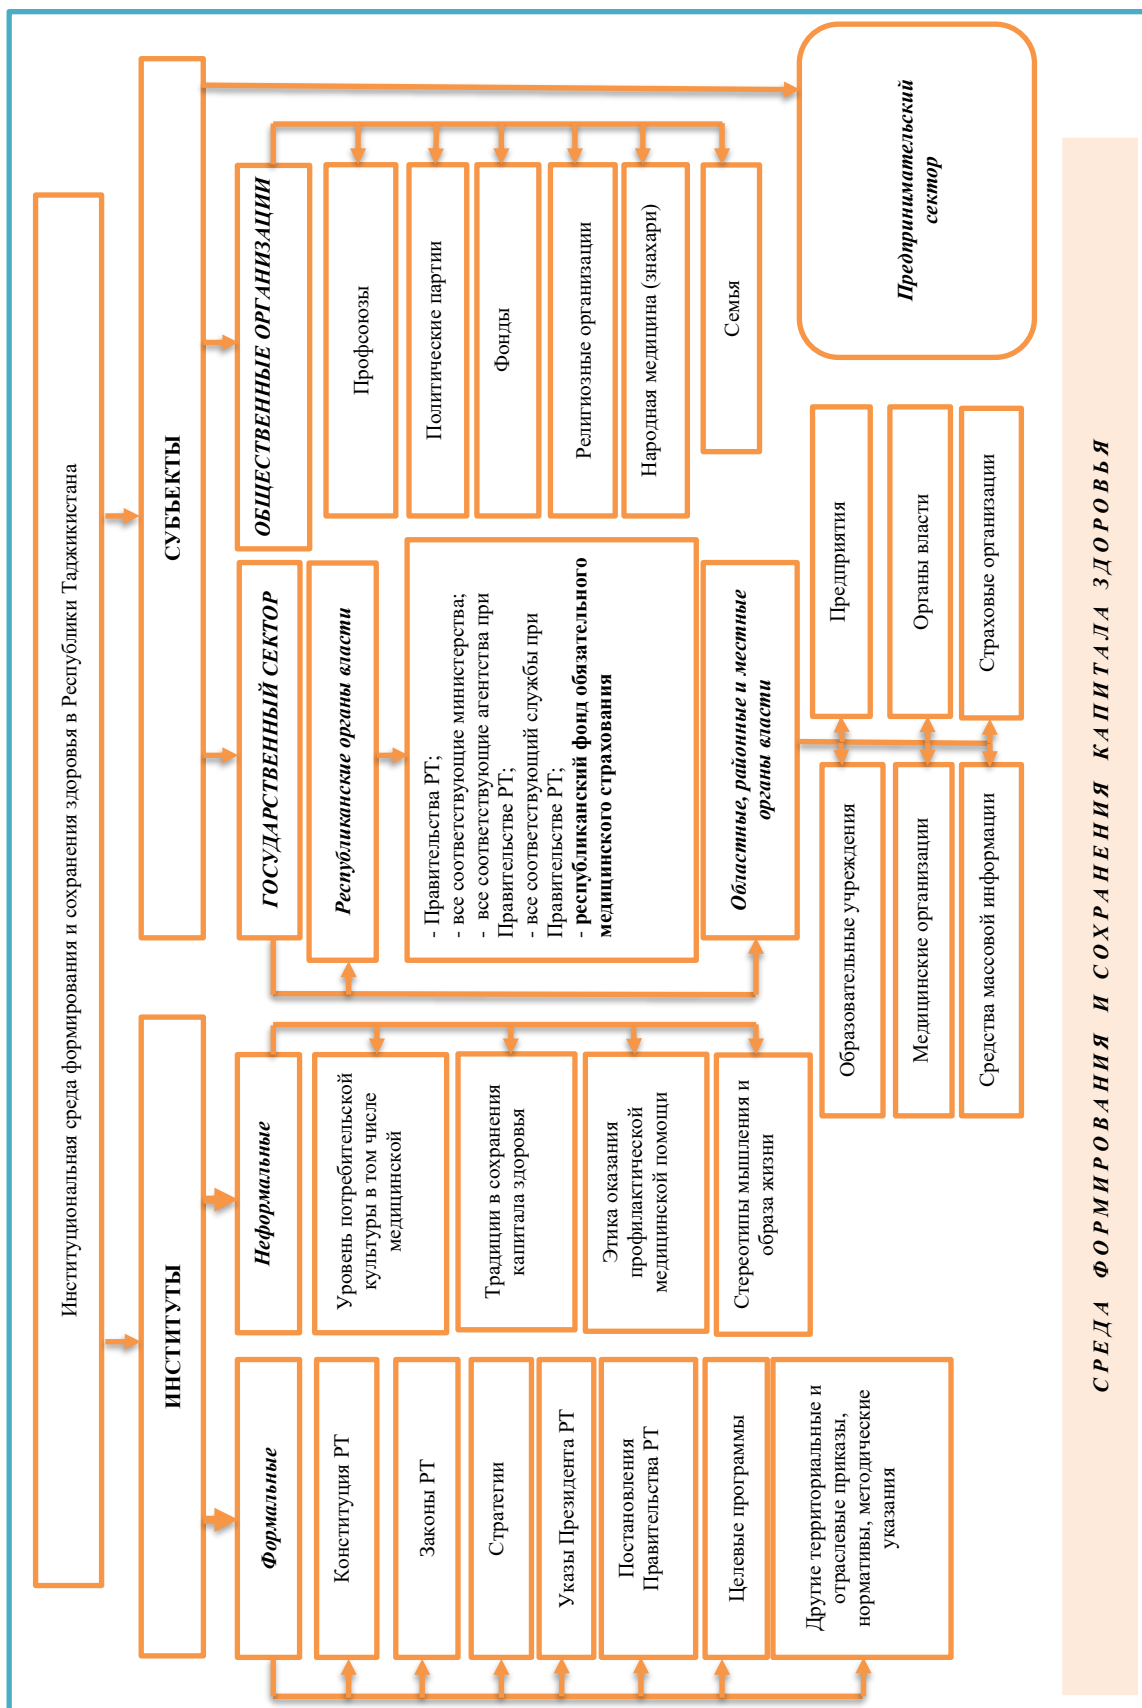 Институциональная среда формирования и сохранения здоровья в Республики Таджикистана
ИНСТИТУТЫ
СУБЪЕКТЫ
Формальные
Конституция РТ
Законы РТ
Стратегии
Указы Президента РТ
Постановления
Правительства РТ
Целевые программы
Другие территориальные и
отраслевые приказы,
нормативы, методические
указания
Неформальные
Уровень потребительской
культуры в том числе
медицинской
Традиции в сохранения
капитала здоровья
Этика оказания
профилактической
медицинской помощи
Стереотипы мышления и
образа жизни
ГОСУДАРСТВЕННЫЙ СЕКТОР
Республиканские органы власти
- Правительства РТ;
- все соответствующие министерства;
- все соответствующие агентства при
Правительстве РТ;
- все соответствующий службы при
Правительстве РТ;
- республиканский фонд обязательного
медицинского страхования
Областные, районные и местные
органы власти
Образовательные учреждения
Предприятия
Медицинские организации
Органы власти
Средства массовой информации
Страховые организации
ОБЩЕСТВЕННЫЕ ОРГАНИЗАЦИИ
Профсоюзы
Политические партии
Фонды
Религиозные организации
Народная медицина (знахари)
Семья
Предпринимательский
сектор
СРЕДА ФОРМИРОВАНИЯ И СОХРАНЕНИЯ КАПИТАЛА ЗДОРОВЬЯ